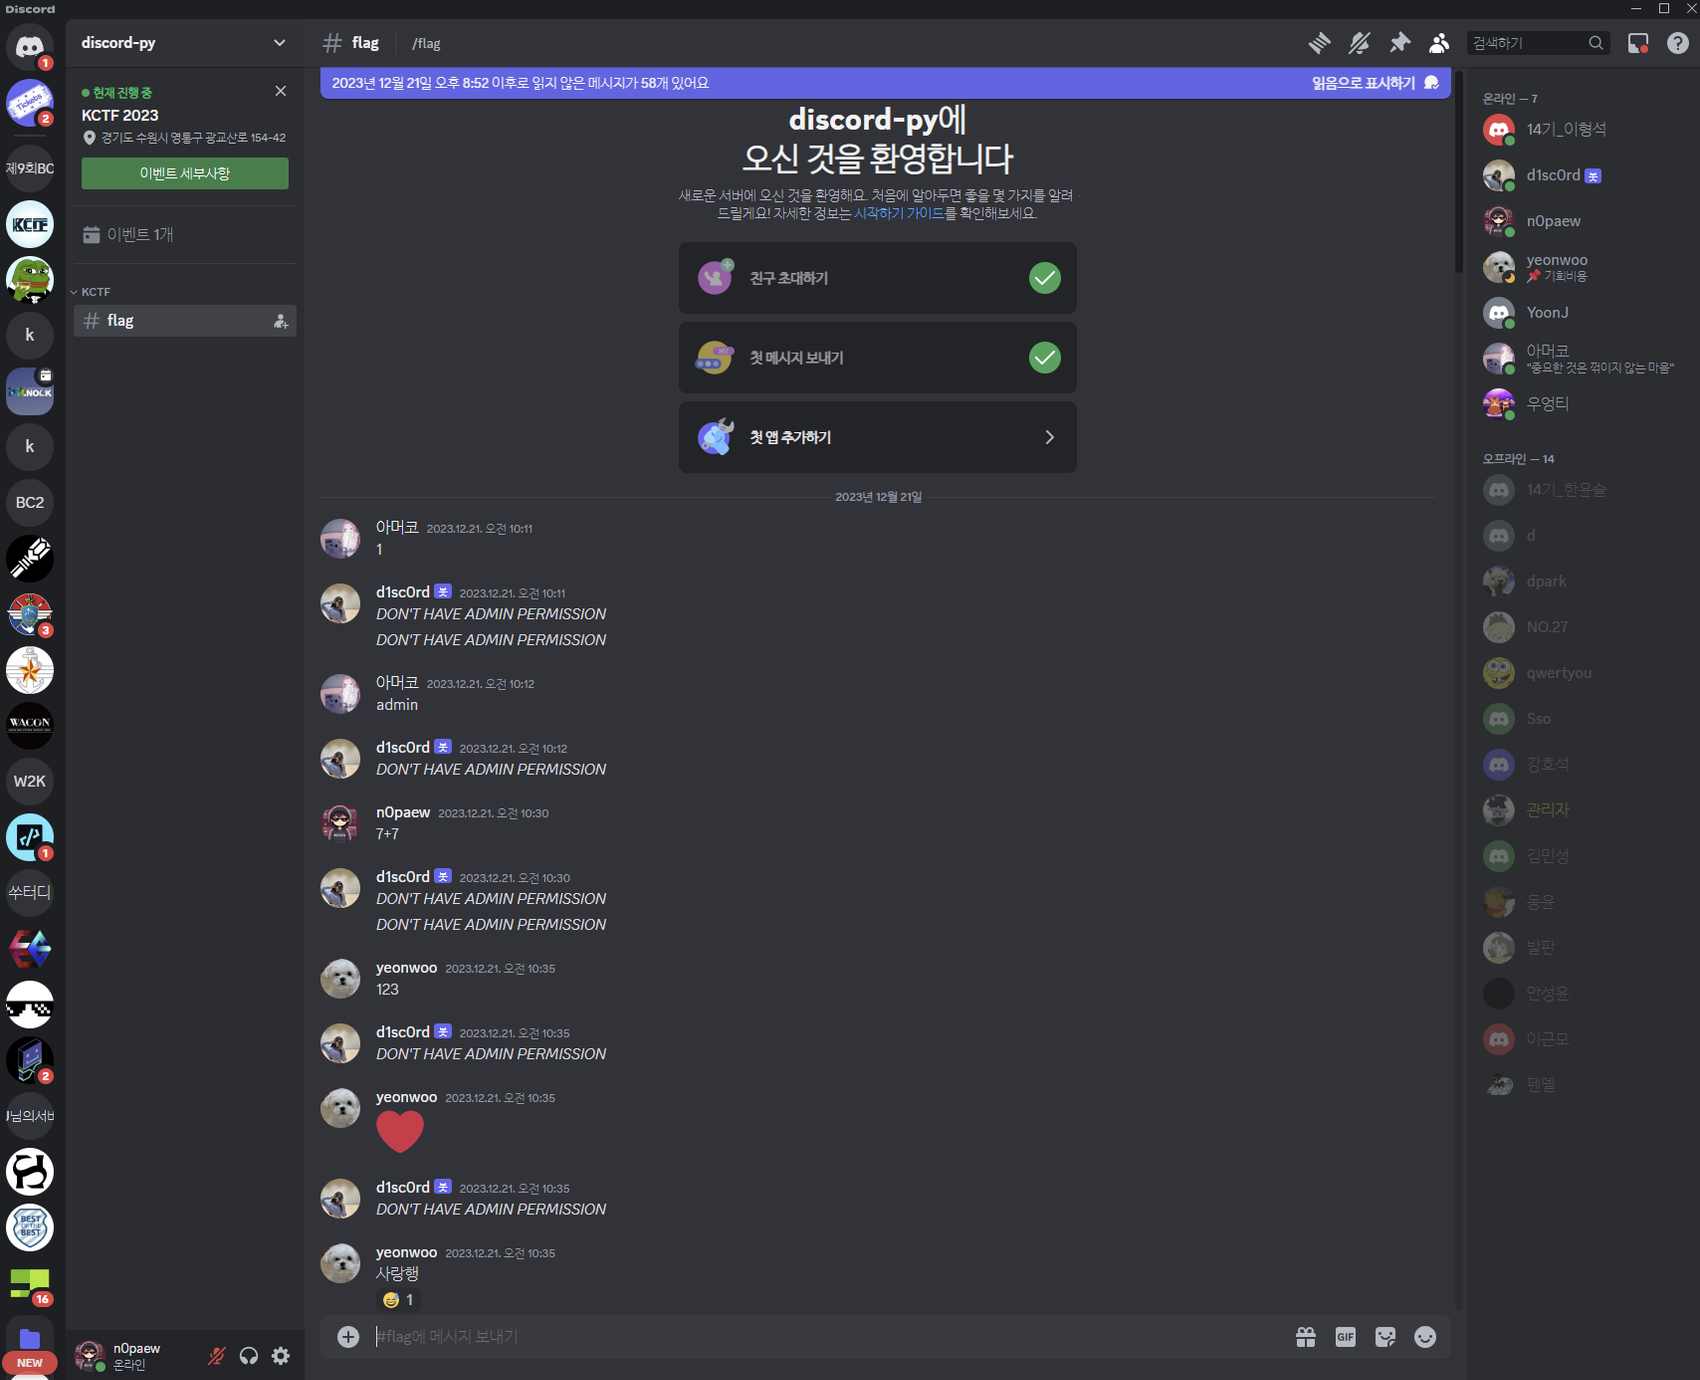 Discord
1
Tickets
2
제9회BC
KCTF
k
KNOCK
k
BC2
3
WACON
W2K
1
쑤터디
2
BEST
OF THE
BEST
16
NEW
discord-py
현재 진행 중
KCTF 2023
경기도 수원시 영통구 광교산로 154-42
이벤트 세부사항
이벤트 1개
KCTF
flag
n0paew
온라인
flag
/flag
검색하기
2023년 12월 21일 오후 8:52 이후로 읽지 않은 메시지가 58개 있어요
읽음으로 표시하기
discord-py에
오신 것을 환영합니다
새로운 서버에 오신 것을 환영해요. 처음에 알아두면 좋을 몇 가지를 알려
드릴게요! 자세한 정보는 시작하기 가이드를 확인해보세요.
친구 초대하기
첫 메시지 보내기
첫 앱 추가하기
2023년 12월 21일
아머코 2023.12.21. 오전 10:11
1
d1sc0rd 봇 2023.12.21. 오전 10:11
DON'T HAVE ADMIN PERMISSION
DON'T HAVE ADMIN PERMISSION
아머코 2023.12.21. 오전 10:12
admin
d1sc0rd 봇 2023.12.21. 오전 10:12
DON'T HAVE ADMIN PERMISSION
n0paew 2023.12.21. 오전 10:30
7+7
d1sc0rd 봇 2023.12.21. 오전 10:30
DON'T HAVE ADMIN PERMISSION
DON'T HAVE ADMIN PERMISSION
yeonwoo 2023.12.21. 오전 10:35
123
d1sc0rd 봇 2023.12.21. 오전 10:35
DON'T HAVE ADMIN PERMISSION
yeonwoo 2023.12.21. 오전 10:35
d1sc0rd 봇 2023.12.21. 오전 10:35
DON'T HAVE ADMIN PERMISSION
yeonwoo 2023.12.21. 오전 10:35
사랑행
1
#flag에 메시지 보내기
GIF
온라인 — 7
14기_이형석
d1sc0rd 봇
n0paew
yeonwoo
기회비용
YoonJ
아머코
"중요한 것은 꺾이지 않는 마음"
우엉티
오프라인 — 14
14기_한윤슬
d
dpark
NO.27
qwertyou
Sso
강호석
관리자
김민성
동윤
발판
안성윤
이근모
펜델